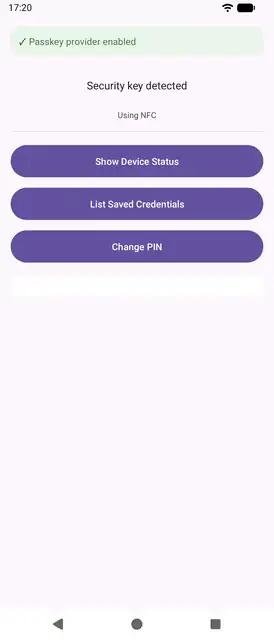 17:20
✓ Passkey provider enabled
Security key detected
Using NFC
Show Device Status
List Saved Credentials
Change PIN